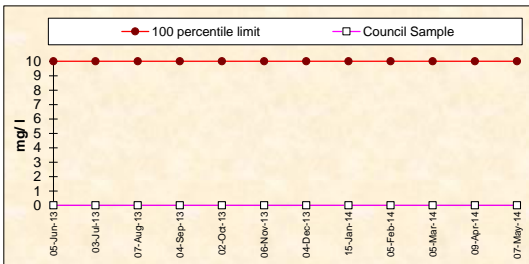 100 percentile limit Council Sample
mg/ l
10
9
8
7
6
5
4
3
2
1
0
05-Jun-13
03-Jul-13
07-Aug-13
04-Sep-13
02-Oct-13
06-Nov-13
04-Dec-13
15-Jan-14
05-Feb-14
05-Mar-14
09-Apr-14
07-May-14